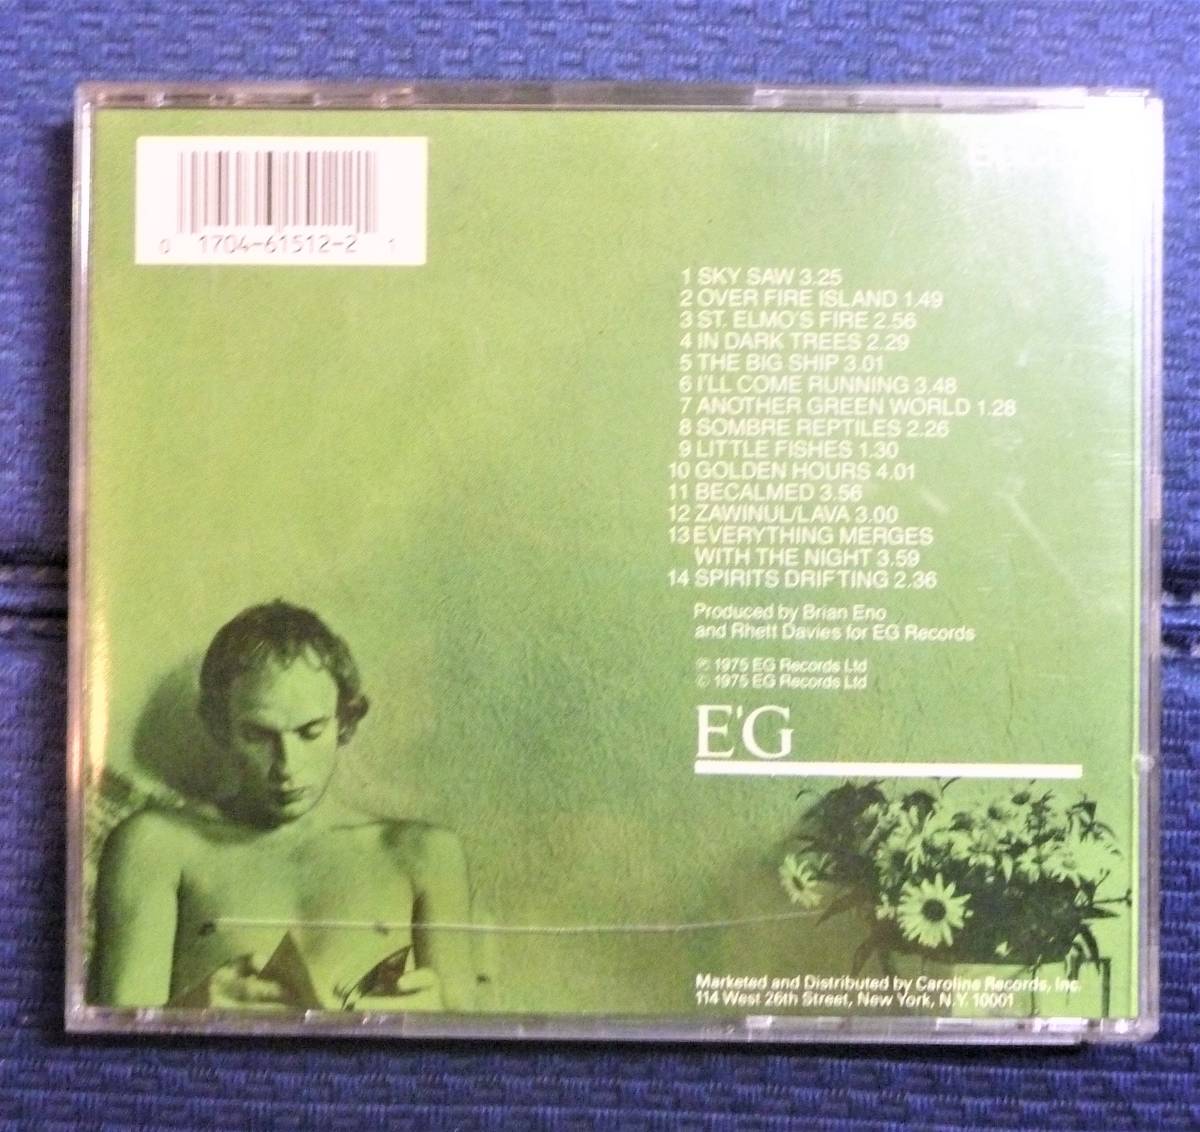 0 1704-61512-2 1
1 SKY SAW 3.25
2 OVER FIRE ISLAND 1.49
3 ST. ELMO'S FIRE 2.56
4 IN DARK TREES 2.29
5 THE BIG SHIP 3.01
6 I'LL COME RUNNING 3.48
7 ANOTHER GREEN WORLD 1.28
8 SOMBRE REPTILES 2.26
9 LITTLE FISHES 1.30
10 GOLDEN HOURS 4.01
11 BECALMED 3.56
12 ZAWINUL/LAVA 3.00
13 EVERYTHING MERGES
WITH THE NIGHT 3.59
14 SPIRITS DRIFTING 2.36
Produced by Brian Eno
and Rhett Davies for EG Records
℗ 1975 EG Records Ltd
© 1975 EG Records Ltd
E'G
Marketed and Distributed by Caroline Records, Inc.
114 West 26th Street, New York, N.Y. 10001